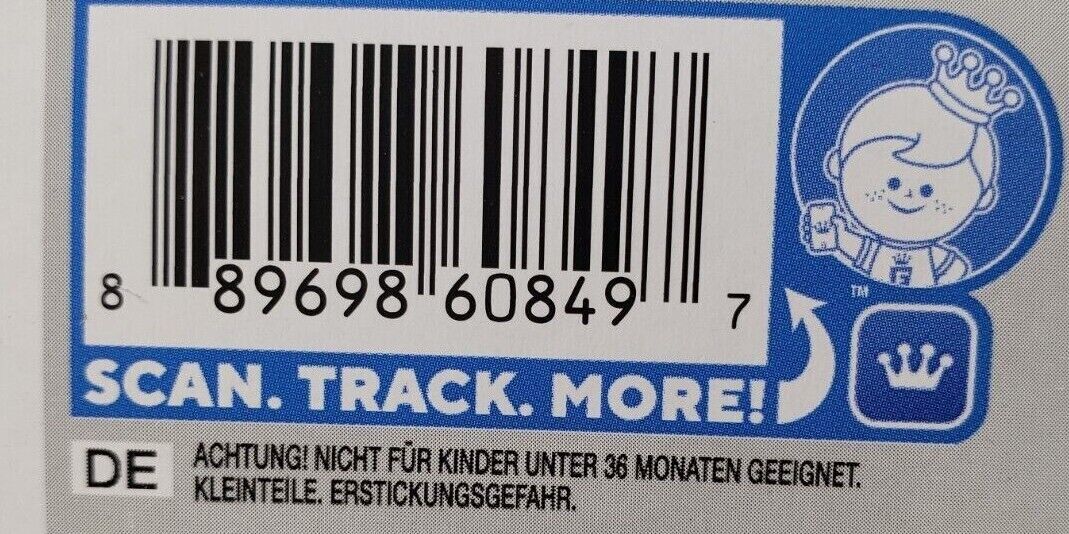 8 89698 60849 7
TM
SCAN. TRACK. MORE!
DE
ACHTUNG! NICHT FÜR KINDER UNTER 36 MONATEN GEEIGNET.
KLEINTEILE. ERSTICKUNGSGEFAHR.